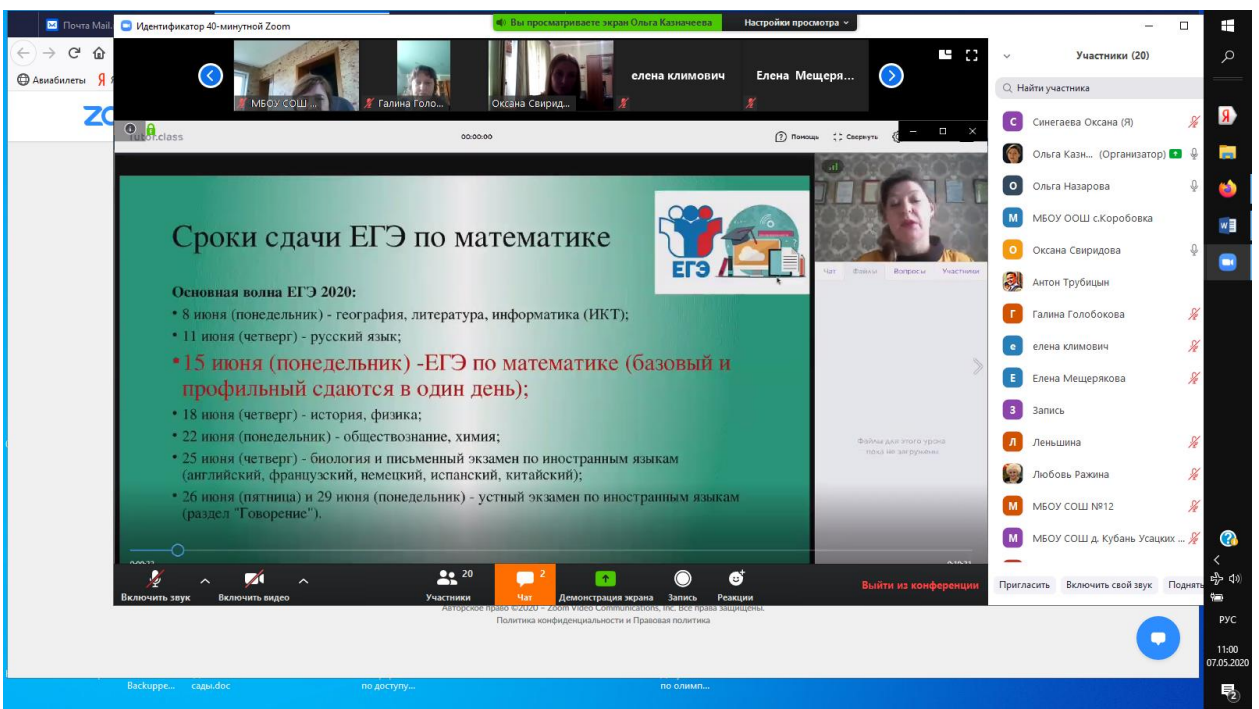 Почта Mail.
Идентификатор 40-минутной Zoom
Вы просматриваете экран Ольга Казначеева
Настройки просмотра
Авиабилеты
ZO
МБОУ СОШ ...
Галина Голо...
Оксана Свирид...
елена климович
Елена Мещеря...
Tutor.class
00:00:00
Помощь
Свернуть
Сроки сдачи ЕГЭ по математике
ЕГЭ
Основная волна ЕГЭ 2020:
• 8 июня (понедельник) - география, литература, информатика (ИКТ);
• 11 июня (четверг) - русский язык;
• 15 июня (понедельник) -ЕГЭ по математике (базовый и
профильный сдаются в один день);
• 18 июня (четверг) - история, физика;
• 22 июня (понедельник) - обществознание, химия;
• 25 июня (четверг) - биология и письменный экзамен по иностранным языкам
(английский, французский, немецкий, испанский, китайский);
• 26 июня (пятница) и 29 июня (понедельник) - устный экзамен по иностранным языкам
(раздел "Говорение").
Чат Файлы Вопросы Участники
Файлы для этого урока
пока не загружены
Участники (20)
Найти участника
С Синегаева Оксана (Я)
Ольга Казн... (Организатор)
О Ольга Назарова
М МБОУ ООШ с.Коробовка
О Оксана Свиридова
Антон Трубицын
Г Галина Голобокова
е елена климович
Е Елена Мещерякова
З Запись
Л Леньшина
Любовь Ражина
М МБОУ СОШ №12
М МБОУ СОШ д. Кубань Усацких ...
Пригласить Включить свой звук Поднять
Включить звук
Включить видео
20
Участники
2
Чат
Демонстрация экрана
Запись
Реакции
Выйти из конференции
Авторское право ©2020 – Zoom Video Communications, Inc. Все права защищены.
Политика конфиденциальности и Правовая политика
Backuppe...
сады.doc
по доступу...
по олимп...
РУС
11:00
07.05.2020
2